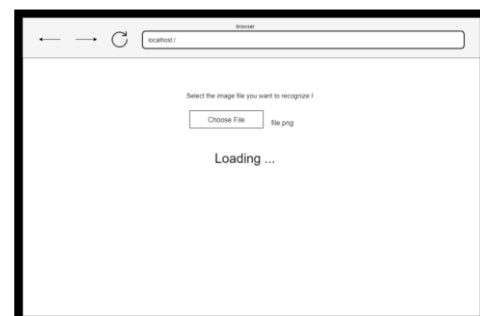 browser
localhost /
Select the image file you want to recognize !
Choose File
file.png
Loading ...